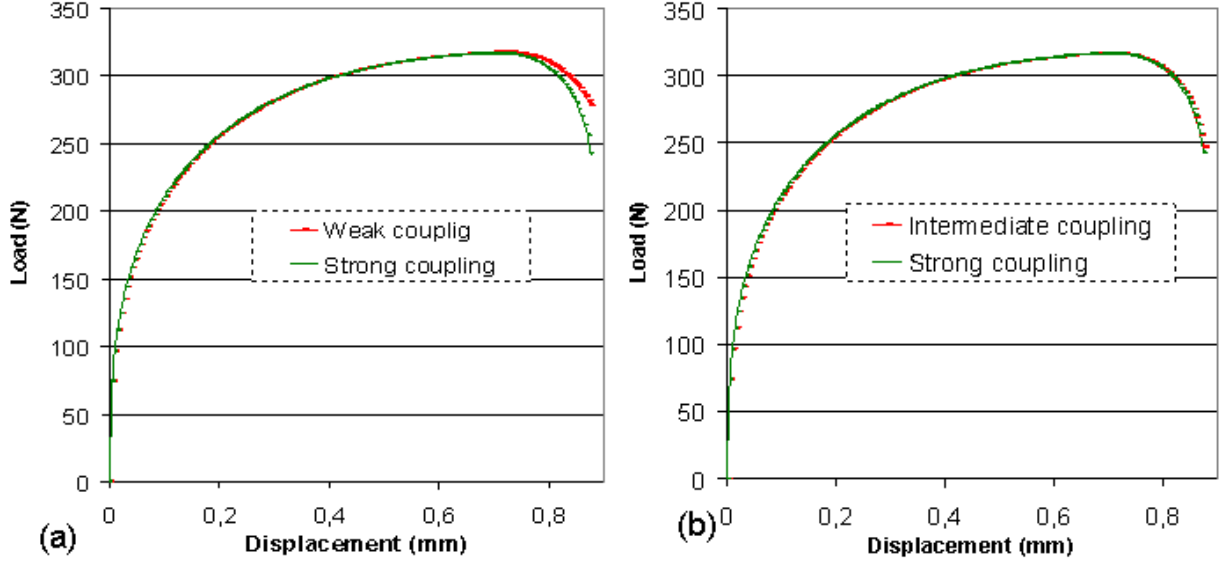 350
300
250
200
150
100
50
0
Load (N)
Weak couplig
Strong coupling
0 0,2 0,4 0,6 0,8
Displacement (mm)
(a)
350
300
250
200
150
100
50
0
Load (N)
Intermediate coupling
Strong coupling
0 0,2 0,4 0,6 0,8
Displacement (mm)
(b)